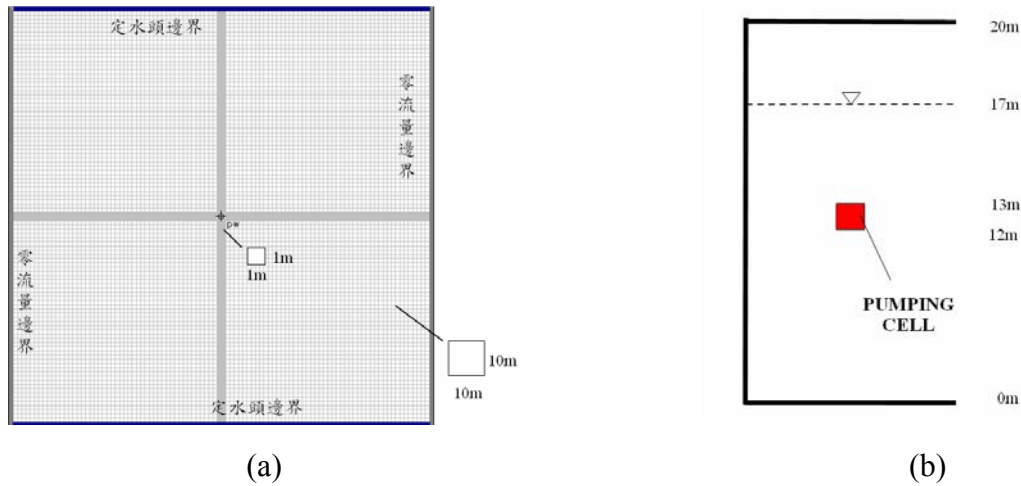 定水頭邊界
零流量邊界
pw
1m
1m
零流量邊界
10m
10m
定水頭邊界
(a)
20m
17m
13m
12m
PUMPING
CELL
0m
(b)